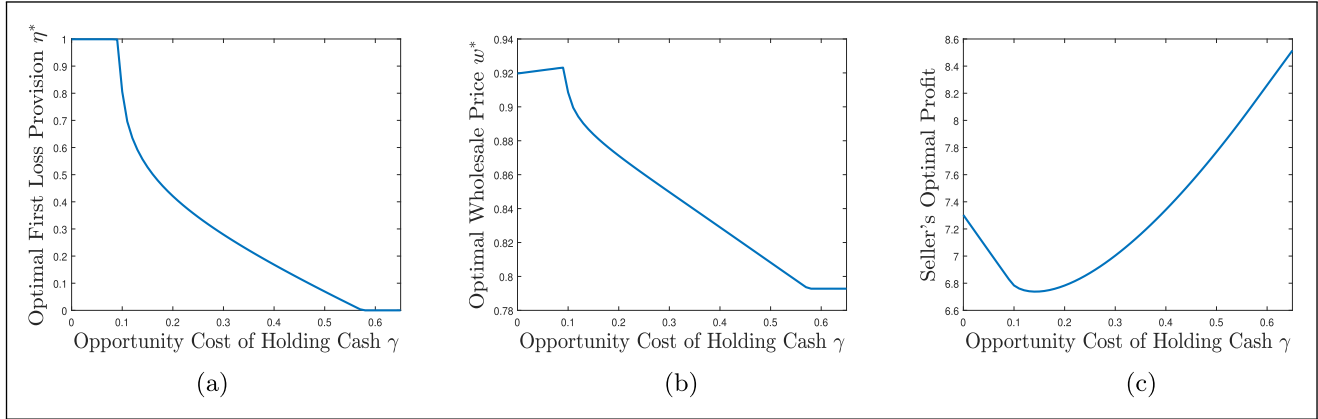 Optimal First Loss Provision η*
1
0.9
0.8
0.7
0.6
0.5
0.4
0.3
0.2
0.1
0
0 0.1 0.2 0.3 0.4 0.5 0.6
Opportunity Cost of Holding Cash γ
(a)
Optimal Wholesale Price w*
0.94
0.92
0.9
0.88
0.86
0.84
0.82
0.8
0.78
0 0.1 0.2 0.3 0.4 0.5 0.6
Opportunity Cost of Holding Cash γ
(b)
Seller's Optimal Profit
8.6
8.4
8.2
8
7.8
7.6
7.4
7.2
7
6.8
6.6
0 0.1 0.2 0.3 0.4 0.5 0.6
Opportunity Cost of Holding Cash γ
(c)